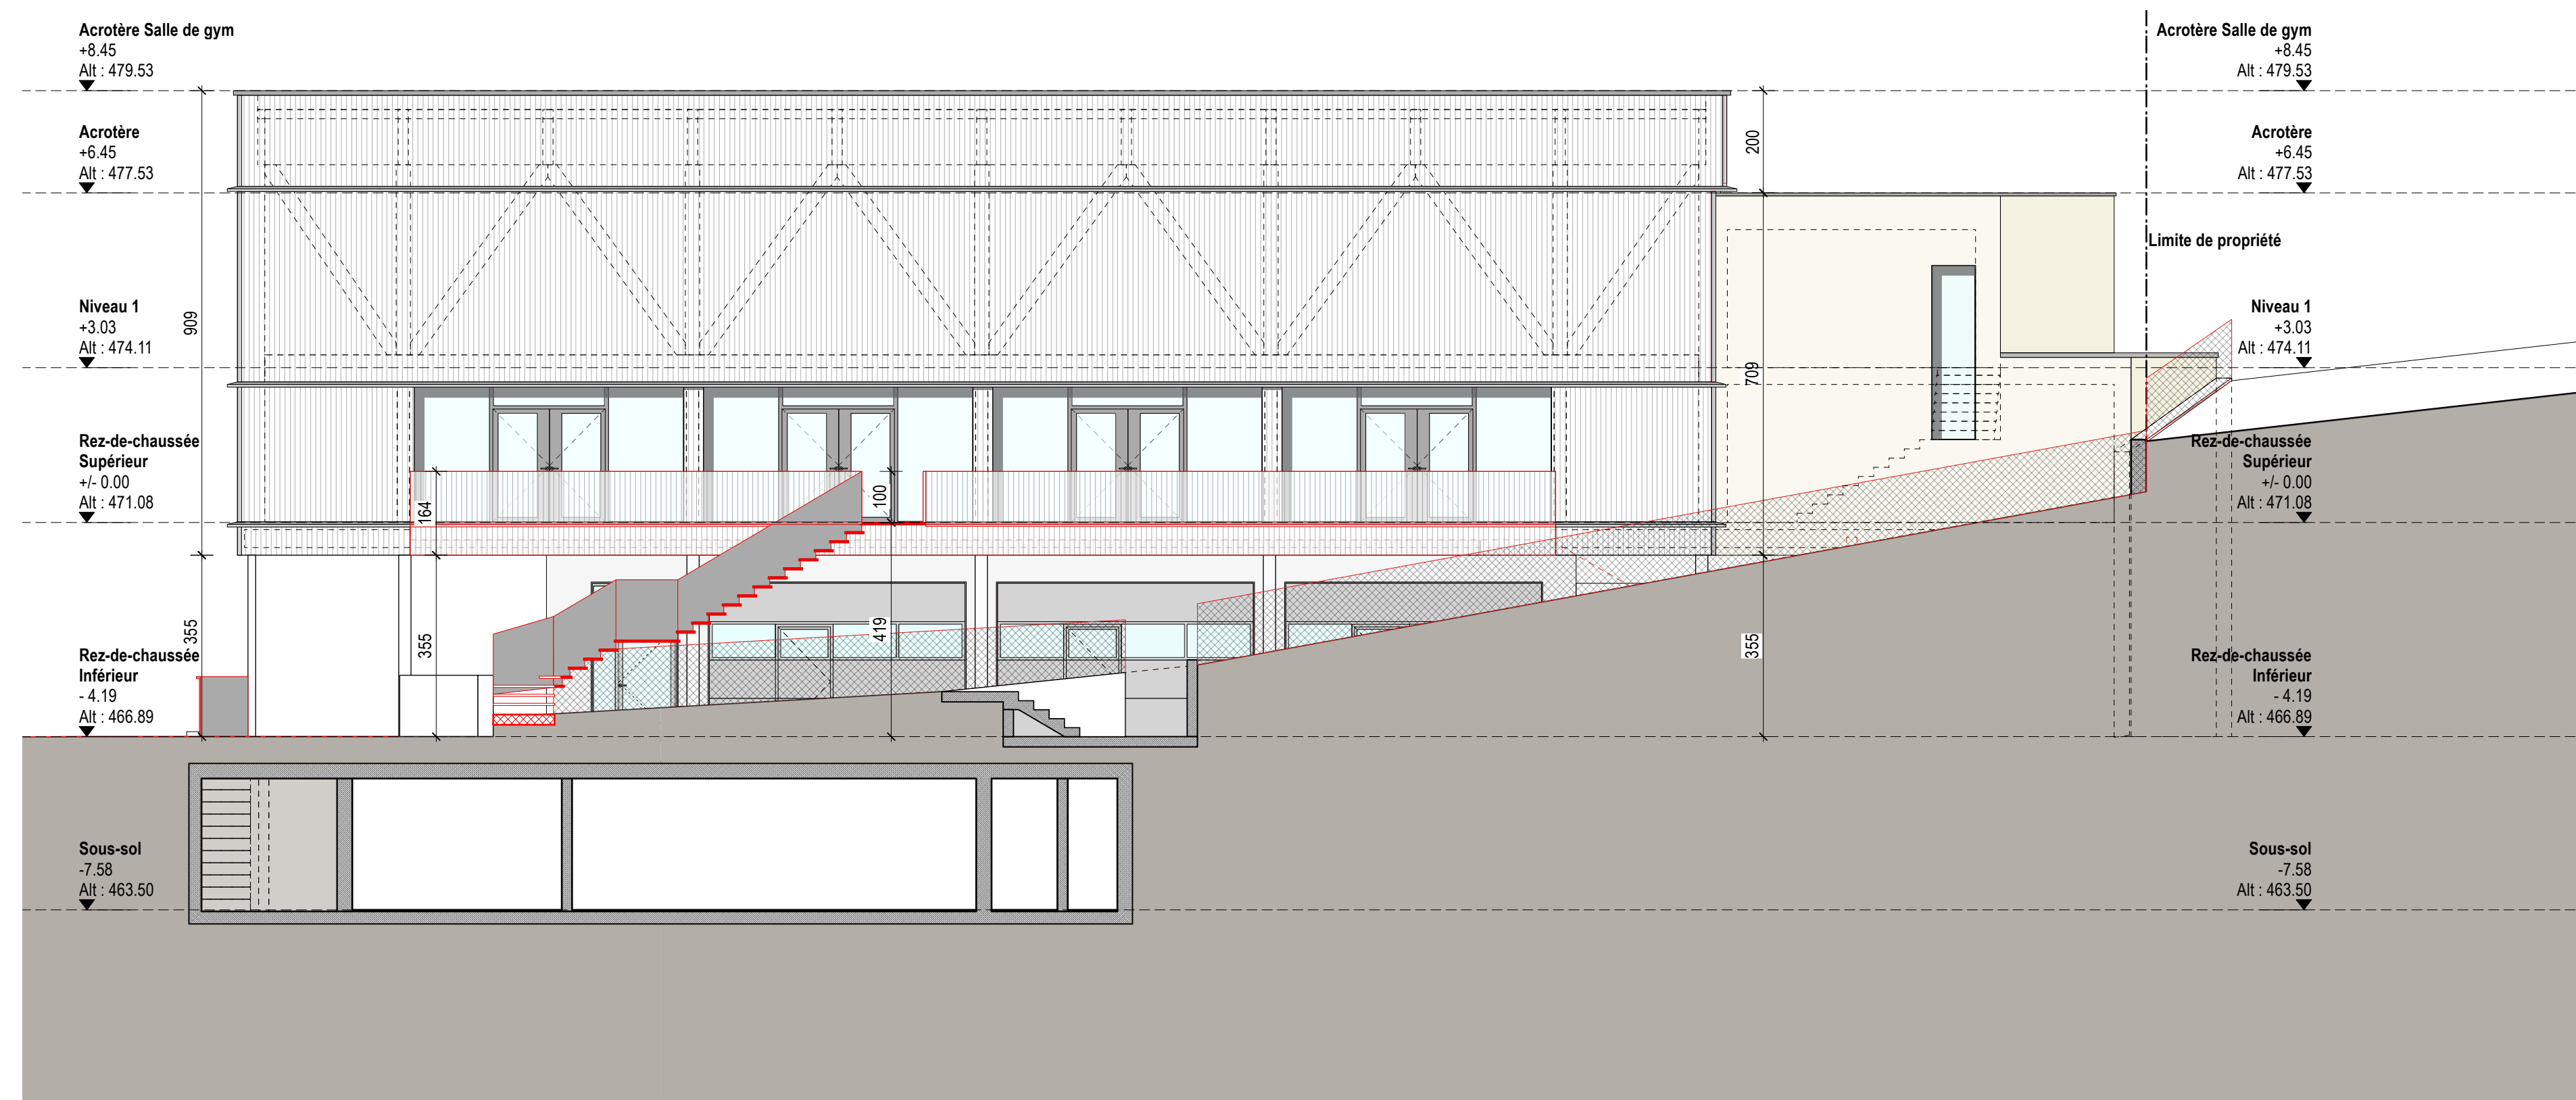 Acrotère Salle de gym
+8.45
Alt : 479.53
Acrotère
+6.45
Alt : 477.53
Niveau 1
+3.03
Alt : 474.11
Rez-de-chaussée
Supérieur
+/- 0.00
Alt : 471.08
Rez-de-chaussée
Inférieur
- 4.19
Alt : 466.89
Sous-sol
-7.58
Alt : 463.50
909
355
164
355
100
419
200
709
355
Acrotère Salle de gym
+8.45
Alt : 479.53
Acrotère
+6.45
Alt : 477.53
Limite de propriété
Niveau 1
+3.03
Alt : 474.11
Rez-de-chaussée
Supérieur
+/- 0.00
Alt : 471.08
Rez-de-chaussée
Inférieur
- 4.19
Alt : 466.89
Sous-sol
-7.58
Alt : 463.50